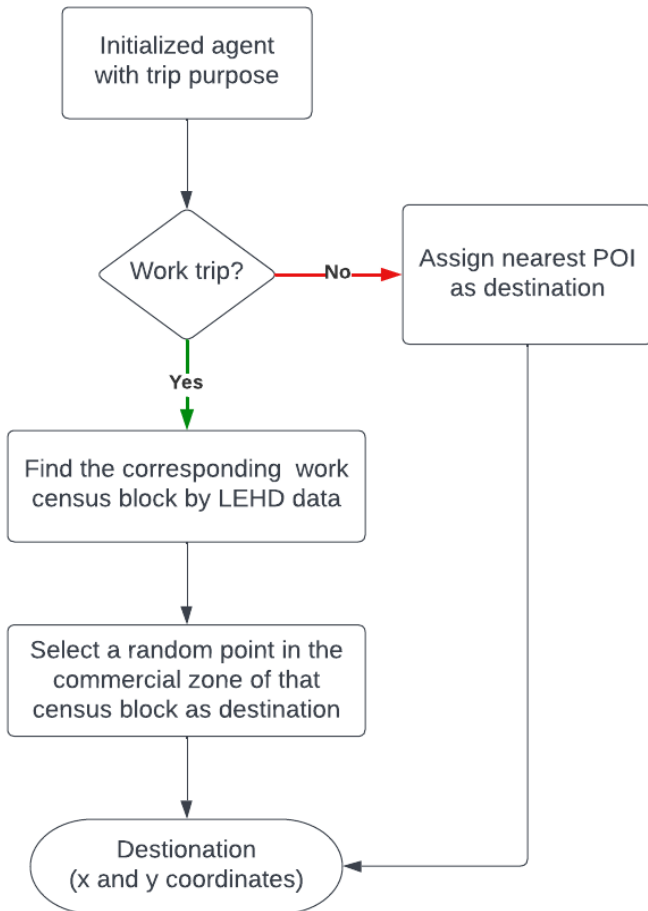 Initialized agent
with trip purpose
Work trip?
No
Assign nearest POI
as destination
Yes
Find the corresponding  work
census block by LEHD data
Select a random point in the
commercial zone of that
census block as destination
Destionation
(x and y coordinates)